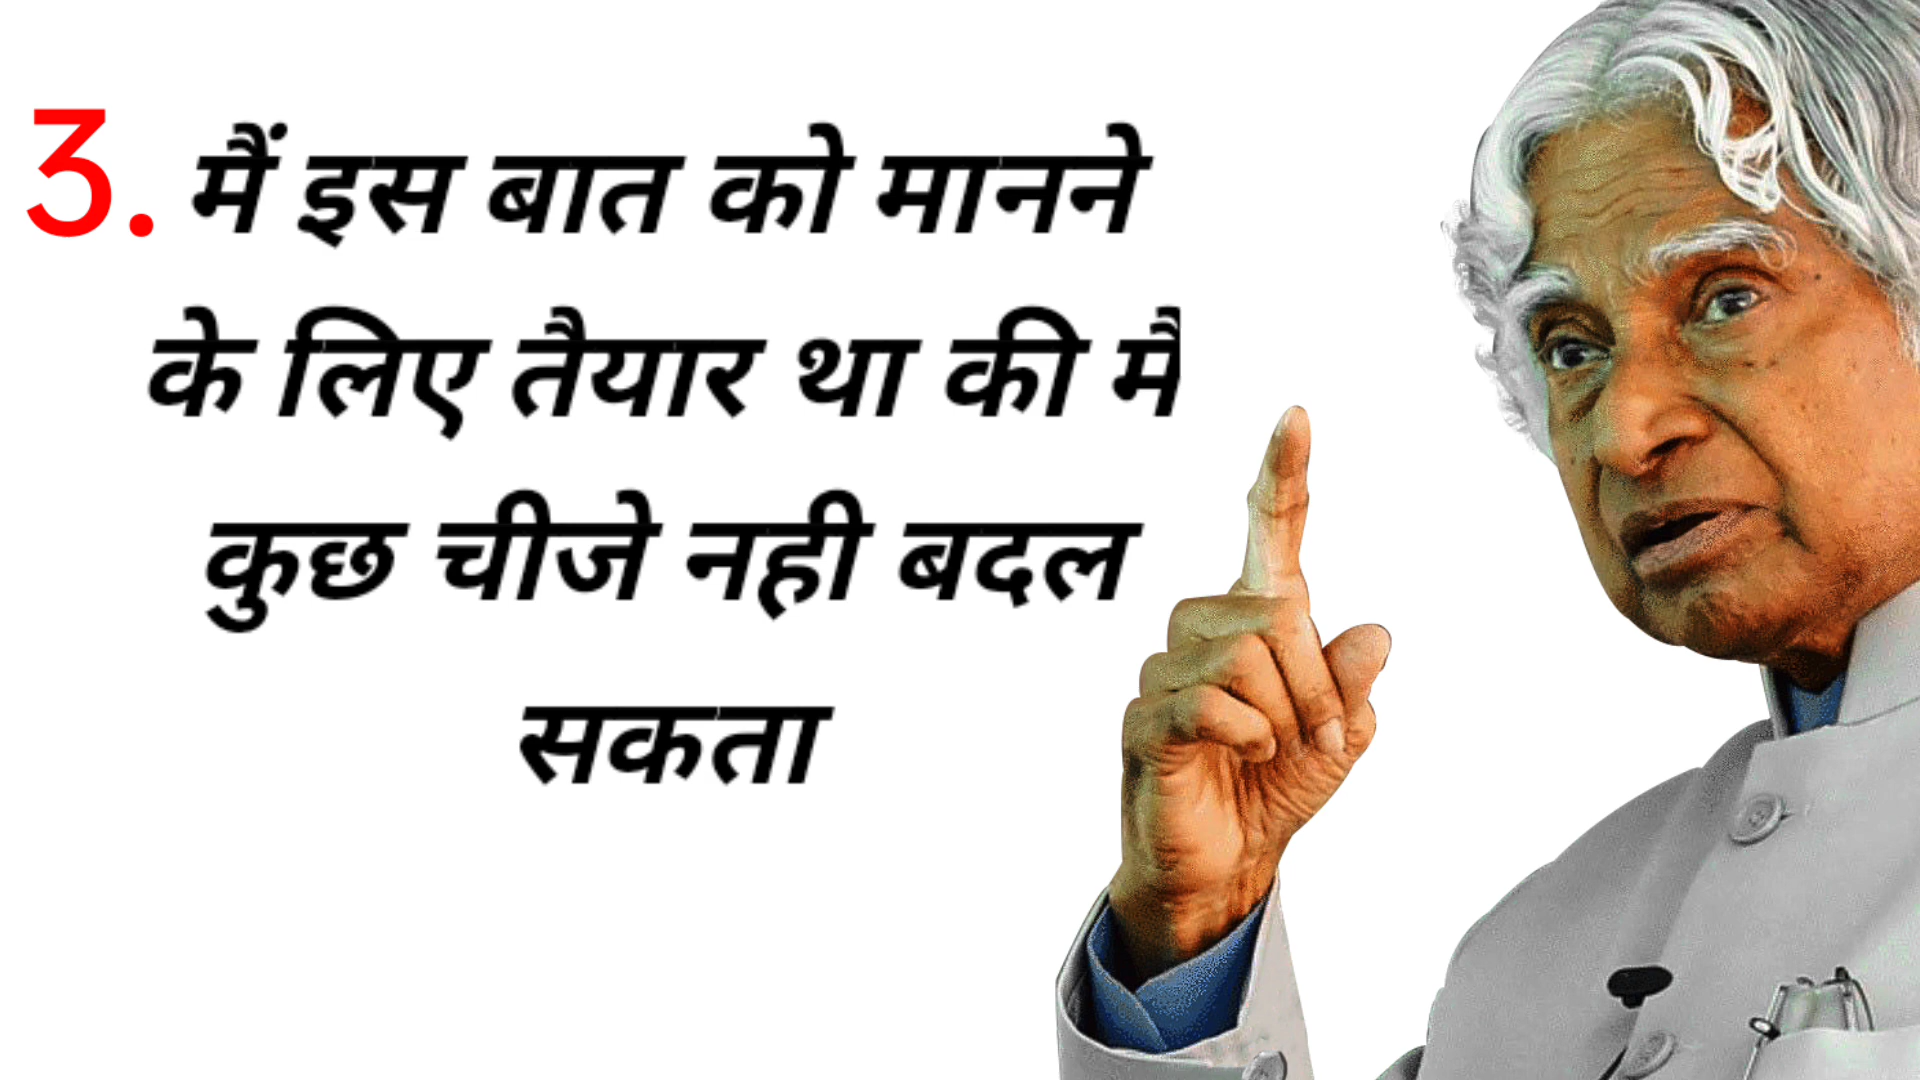 3. मैं इस बात को मानने
के लिए तैयार था की मै
कुछ चीजे नही बदल
सकता